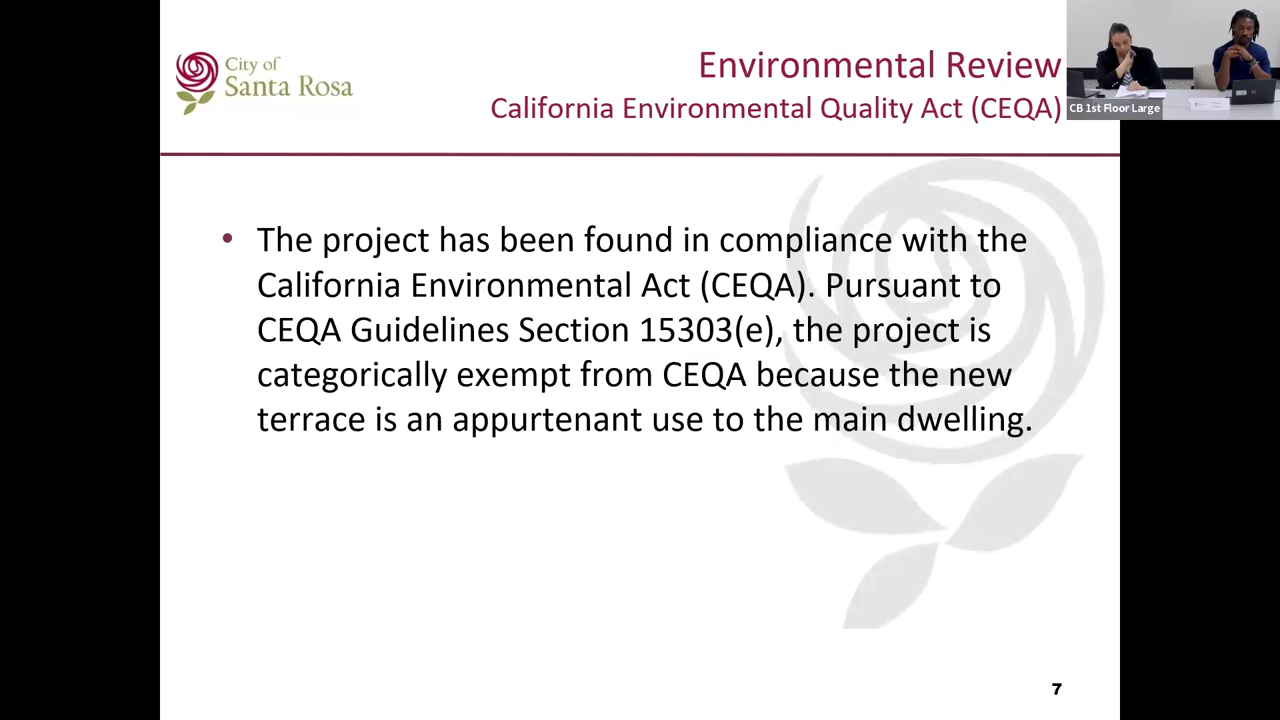 City of
Santa Rosa
Environmental Review
California Environmental Quality Act (CEQA)
CB 1st Floor Large
• The project has been found in compliance with the
California Environmental Act (CEQA). Pursuant to
CEQA Guidelines Section 15303(e), the project is
categorically exempt from CEQA because the new
terrace is an appurtenant use to the main dwelling.
7